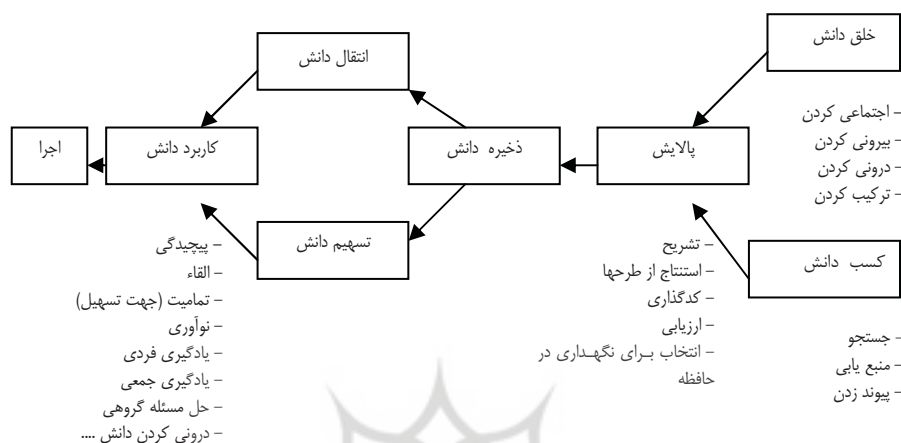 خلق دانش
انتقال دانش
– اجتماعی کردن
– بیرونی کردن
– درونی کردن
– ترکیب کردن
پالایش
ذخیره دانش
کاربرد دانش
اجرا
تسهیم دانش
کسب دانش
– تشریح
– استنتاج از طرحها
– کدگذاری
– ارزیابی
– انتخاب بـرای نگهـداری در
حافظه
– پیچیدگی
– القاء
– تمامیت (جهت تسهیل)
– نوآوری
– یادگیری فردی
– یادگیری جمعی
– حل مسئله گروهی
– درونی کردن دانش ....
– جستجو
– منبع یابی
– پیوند زدن